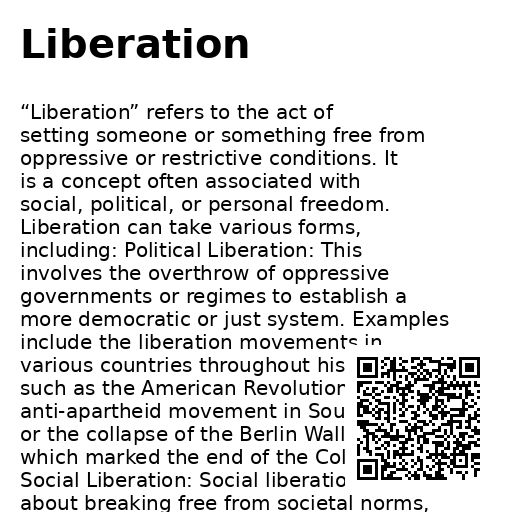 Liberation
“Liberation” refers to the act of
setting someone or something free from
oppressive or restrictive conditions. It
is a concept often associated with
social, political, or personal freedom.
Liberation can take various forms,
including: Political Liberation: This
involves the overthrow of oppressive
governments or regimes to establish a
more democratic or just system. Examples
include the liberation movements in
various countries throughout his
such as the American Revolution
anti-apartheid movement in Sou
or the collapse of the Berlin Wall
which marked the end of the Col
Social Liberation: Social liberatio
about breaking free from societal norms,